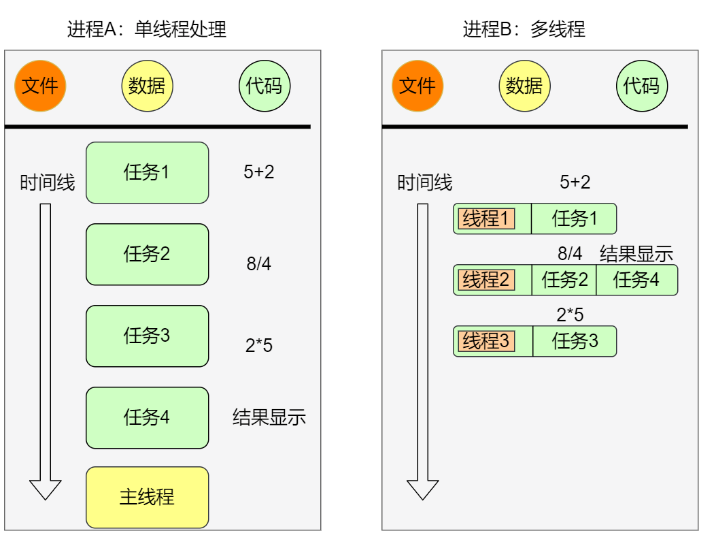 进程A：单线程处理
文件 数据 代码
时间线
任务1 5+2
任务2 8/4
任务3 2*5
任务4 结果显示
主线程
进程B：多线程
文件 数据 代码
时间线
5+2
线程1 任务1
8/4 结果显示
线程2 任务2 任务4
2*5
线程3 任务3